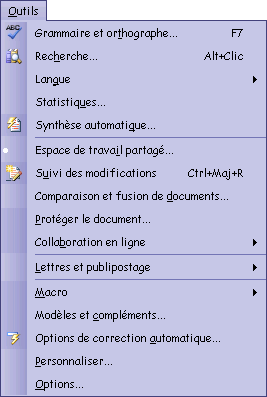 Outils
ABC Grammaire et orthographe... F7
Recherche... Alt+Clic
Langue
Statistiques...
Synthèse automatique...
Espace de travail partagé...
Suivi des modifications Ctrl+Maj+R
Comparaison et fusion de documents...
Protéger le document...
Collaboration en ligne
Lettres et publipostage
Macro
Modèles et compléments...
Options de correction automatique...
Personnaliser...
Options...